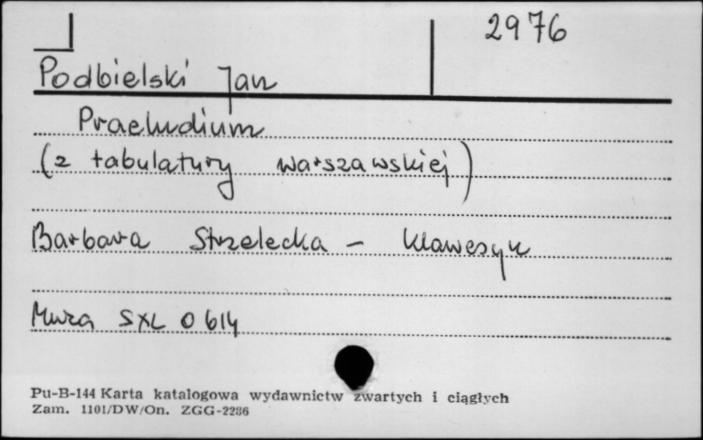 2976
Podbielski Jan
Praeludium
(z tabulatury warszawskiej)
Barbara Strzelecka - klawesyn
Muza SXL 0614
Pu-B-144 Karta katalogowa wydawnictw zwartych i ciągłych
Zam. 1101/DW/On. ZGG-2286